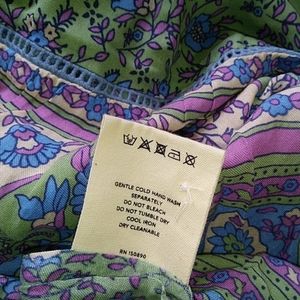 GENTLE COLD HAND WASH
SEPARATELY
DO NOT BLEACH
DO NOT TUMBLE DRY
COOL IRON
DRY CLEANABLE
RN 150890